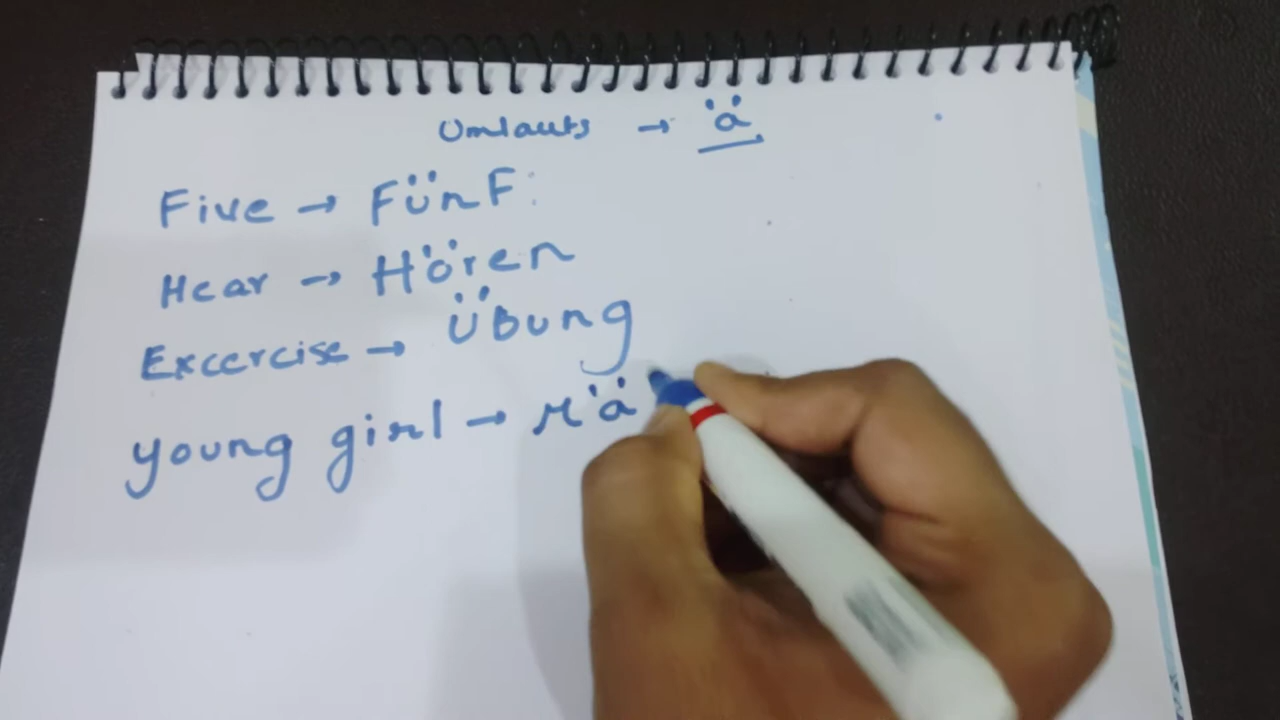 Umlauts → ä
Five → FünF
Hear → Hören
Excercise → Übung
young girl → Mä